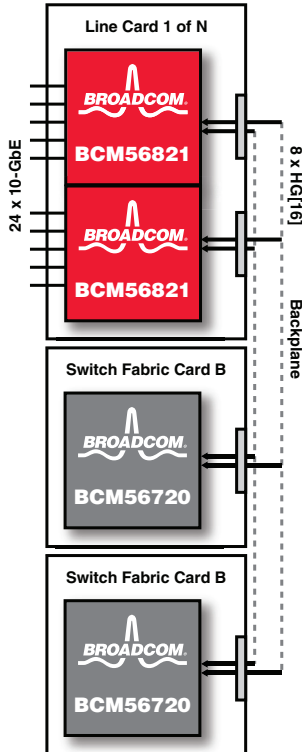 Line Card 1 of N
BROADCOM®
BCM56821
BROADCOM®
BCM56821
24 x 10-GbE
8 x HG[16]
Backplane
Switch Fabric Card B
BROADCOM®
BCM56720
Switch Fabric Card B
BROADCOM®
BCM56720